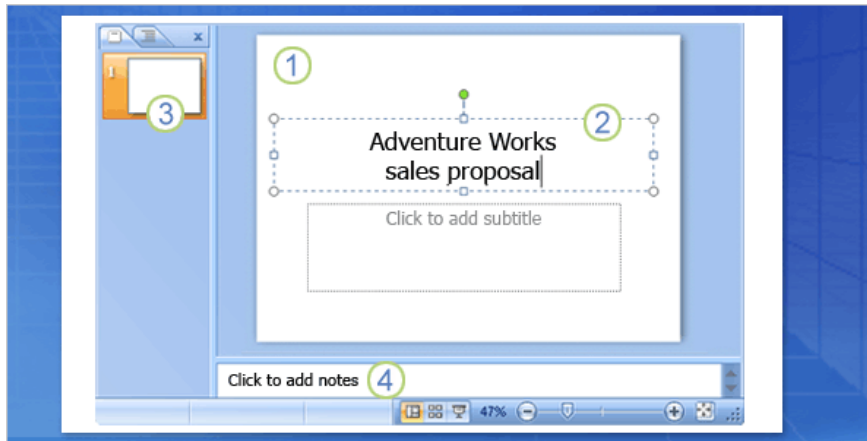 1
1
3
2
Adventure Works
sales proposal
Click to add subtitle
Click to add notes 4
47%